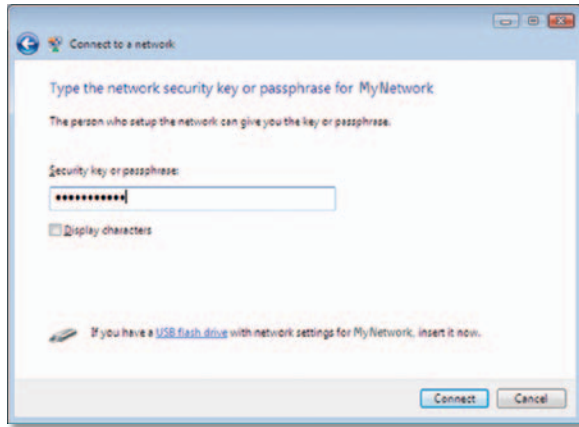 Connect to a network
Type the network security key or passphrase for MyNetwork
The person who setup the network can give you the key or passphrase.
Security key or passphrase:
•••••••••••
Display characters
If you have a USB flash drive with network settings for MyNetwork, insert it now.
Connect Cancel